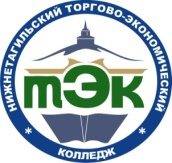 НИЖНЕТАГИЛЬСКИЙ ТОРГОВО-ЭКОНОМИЧЕСКИЙ
тэк
КОЛЛЕДЖ